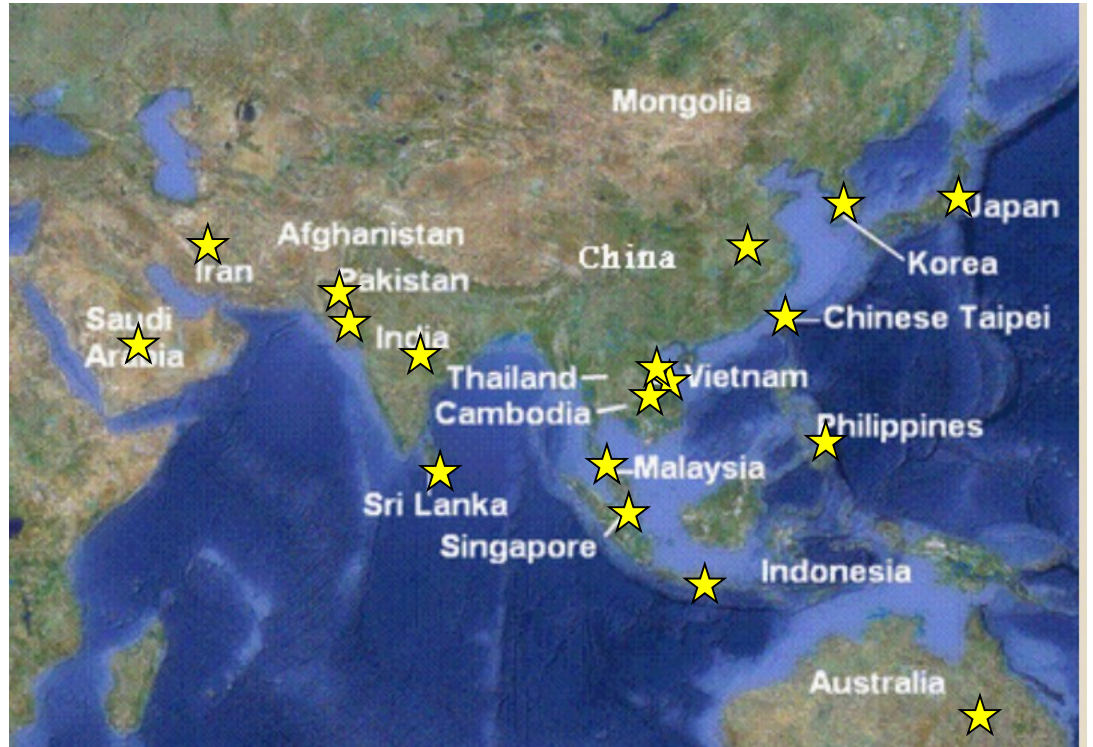 Mongolia
Japan
Afghanistan
China
Korea
Iran
Pakistan
Saudi
Arabia
India
Chinese Taipei
Thailand
Vietnam
Cambodia
Philippines
Malaysia
Sri Lanka
Singapore
Indonesia
Australia